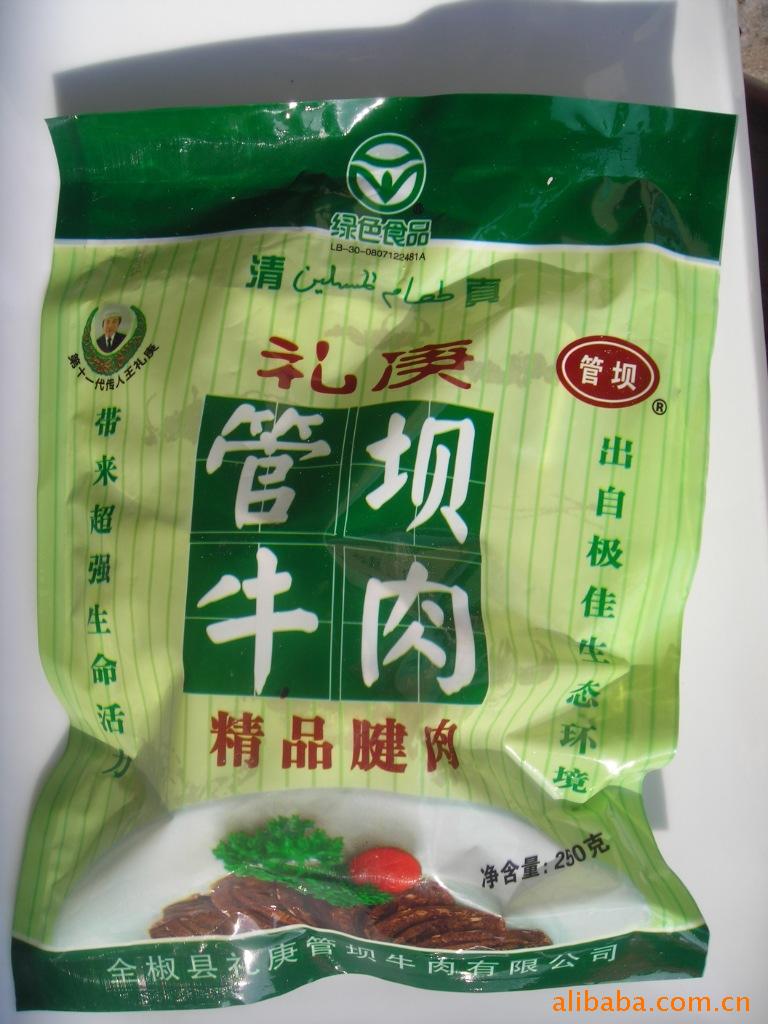 绿色食品
LB-30-0807122481A
清 طعام المسلمين 真
礼庚
管坝
®
第十一代传人王礼庚
管坝
牛肉
带来超强生命活力
出自极佳生态环境
精品腱肉
净含量:250克
全椒县礼庚管坝牛肉有限公司
alibaba.com.cn